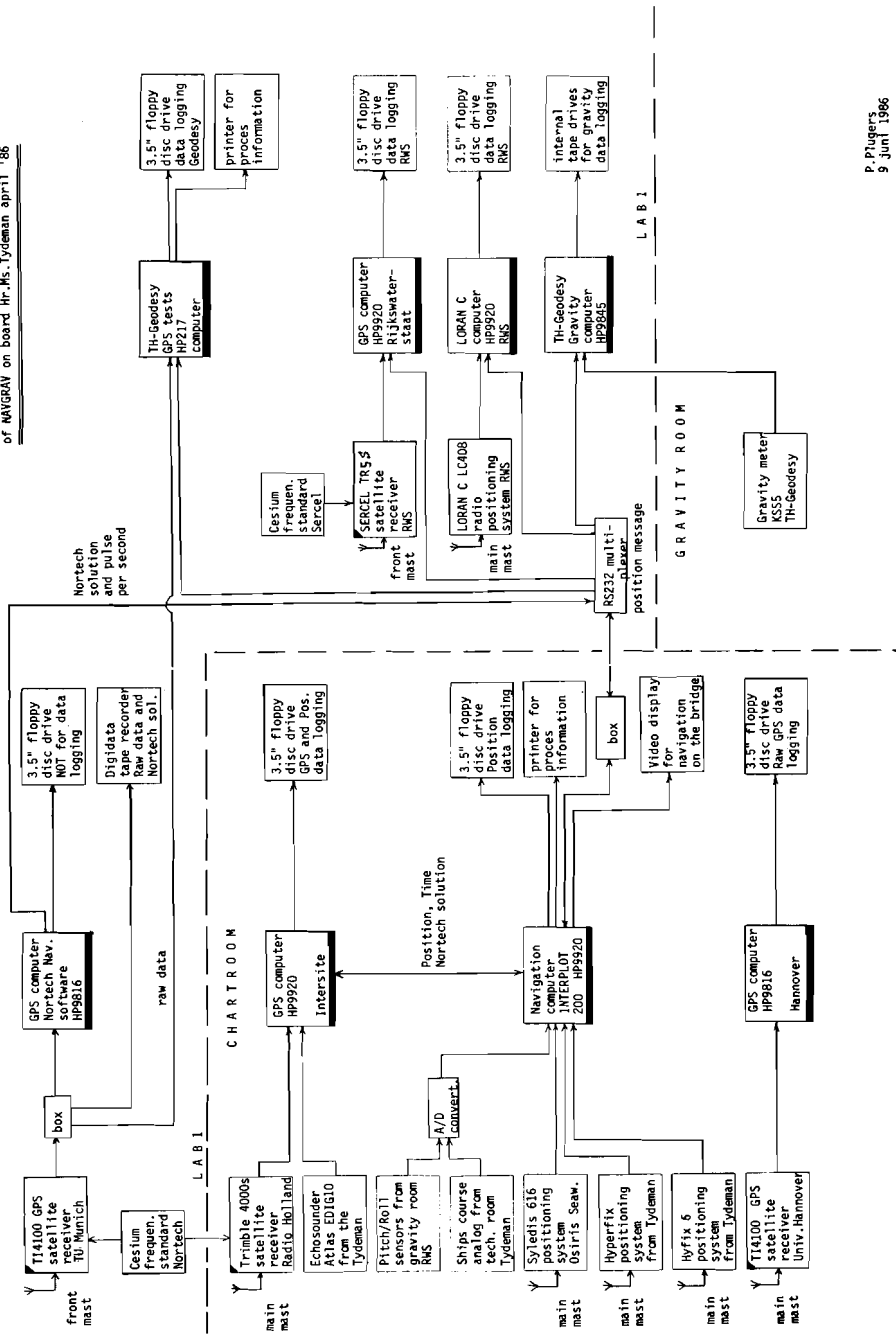 of NAVGRAV on board Hr.Ms.Tydeman april '86
front
mast
TI4100 GPS
satellite
receiver
TU Munich
box
GPS computer
Nortech Nav.
software
HP9816
3.5" floppy
disc drive
NOT for data
logging
Digidata
tape recorder
Raw data and
Nortech sol.
raw data
Cesium
frequen.
standard
Nortech
Nortech
solution
and pulse
per second
TH-Geodesy
GPS tests
HP217
computer
3.5" floppy
disc drive
data logging
Geodesy
printer for
proces
information
LAB1
CHARTROOM
main
mast
Trimble 4000s
satellite
receiver
Radio Holland
Echosounder
Atlas EDIG10
from the
Tydeman
GPS computer
HP9920
Intersite
3.5" floppy
disc drive
GPS and Pos.
data logging
Cesium
frequen.
standard
Sercel
front
mast
SERCEL TR5S
satellite
receiver
RWS
GPS computer
HP9920
Rijkswater-
staat
3.5" floppy
disc drive
data logging
RWS
Pitch/Roll
sensors from
gravity room
RWS
Ships course
analog from
tech. room
Tydeman
A/D
convert.
Position, Time
Nortech solution
main
mast
LORAN C LC408
radio
positioning
system RWS
LORAN C
computer
HP9920
RWS
3.5" floppy
disc drive
data logging
RWS
main
mast
Syledis 616
positioning
system
Osiris Seaw.
main
mast
Hyperfix
positioning
system
from Tydeman
main
mast
Hyfix 6
positioning
system
from Tydeman
Navigation
computer
INTERPLOT
200 HP9920
3.5" floppy
disc drive
Position
data logging
printer for
proces
information
box
Video display
for
navigation
on the bridge
RS232 multi-
plexer
position message
TH-Geodesy
Gravity
computer
HP9845
internal
tape drives
for gravity
data logging
LAB1
GRAVITY ROOM
Gravity meter
KSS5
TH-Geodesy
main
mast
TI4100 GPS
satellite
receiver
Univ.Hannover
GPS computer
HP9816
Hannover
3.5" floppy
disc drive
Raw GPS data
logging
P.Plugers
9 juni 1986